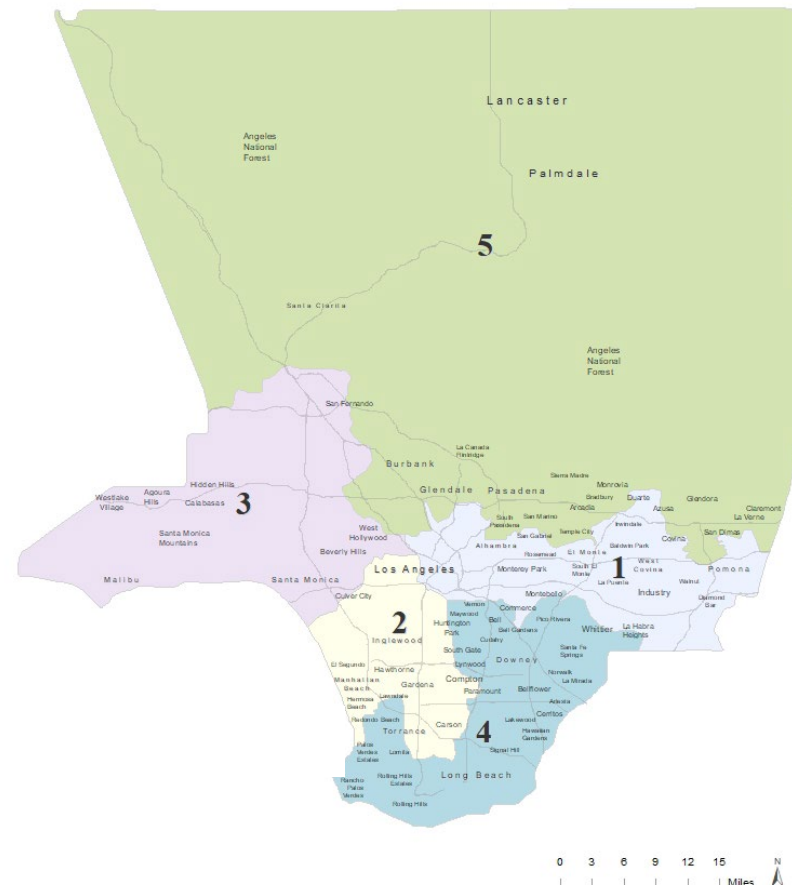 Lancaster
Angeles
National
Forest
Palmdale
5
Santa Clarita
Angeles
National
Forest
San Fernando
La Canada
Flintridge
Burbank
Sierra Madre
Glendale
Pasadena
Monrovia
Bradbury
Duarte
Glendora
Arcadia
Azusa
Claremont
La Verne
Hidden Hills
Agoura
Hills
Westlake
Village
Calabasas
3
South
Pasadena
San Marino
Temple City
Irwindale
San Dimas
Santa Monica
Mountains
West
Hollywood
San Gabriel
Covina
Alhambra
Rosemead
El Monte
Baldwin Park
Beverly Hills
West
Covina
Los Angeles
Monterey Park
South El
Monte
1
Pomona
Malibu
Santa Monica
La Puente
Walnut
Industry
Diamond
Bar
Culver City
Montebello
Vernon
Commerce
Maywood
Bell
2
Huntington
Park
Pico Rivera
Bell Gardens
Whittier
La Habra
Heights
Inglewood
Cudahy
South Gate
Santa Fe
Springs
El Segundo
Hawthorne
Lynwood
Downey
Manhattan
Beach
Gardena
Compton
Norwalk
La Mirada
Paramount
Bellflower
Hermosa
Beach
Lawndale
Artesia
Cerritos
Redondo Beach
Carson
Lakewood
Torrance
4
Hawaiian
Gardens
Palos
Verdes
Estates
Lomita
Signal Hill
Rancho
Palos
Verdes
Rolling Hills
Estates
Long Beach
Rolling Hills
0 3 6 9 12 15
Miles
N